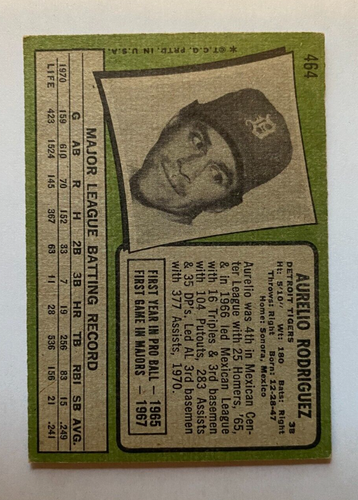 464
★©T.C.G. PRTD. IN U.S.A.
D
AURELIO RODRIGUEZ
DETROIT TIGERS 3B
Ht: 5'10" Wt: 180 Bats: Right
Throws: Right Born: 12-28-47
Home: Sonora, Mexico
Aurelio was 4th in Mexican Cen-
ter League with 25 Homers, '65,
& in 1966 led Mexican League
with 16 Triples & 3rd basemen
with 104 Putouts, 283 Assists
& 35 DP's. Led AL 3rd basemen
with 377 Assists, 1970.
FIRST YEAR IN PRO BALL — 1965
FIRST GAME IN MAJORS — 1967
MAJOR LEAGUE BATTING RECORD
G AB R H 2B 3B HR TB RBI SB AVG.
1970 159 610 70 152 33 7 19 256 83 15 .249
LIFE 423 1524 145 367 63 11 28 536 156 21 .241